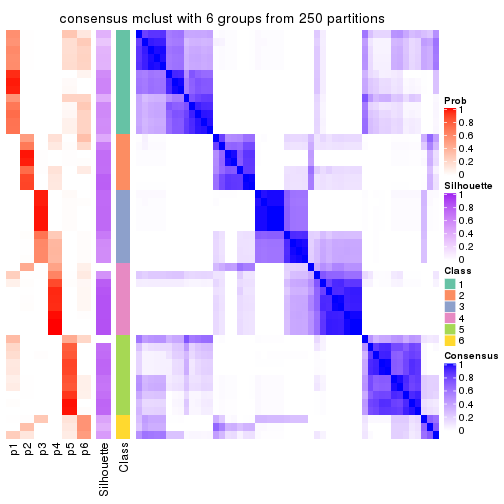 consensus mclust with 6 groups from 250 partitions
Prob
1
0.8
0.6
0.4
0.2
0
Silhouette
1
0.8
0.6
0.4
0.2
0
Class
1
2
3
4
5
6
Consensus
1
0.8
0.6
0.4
0.2
0
p1
p2
p3
p4
p5
p6
Silhouette
Class